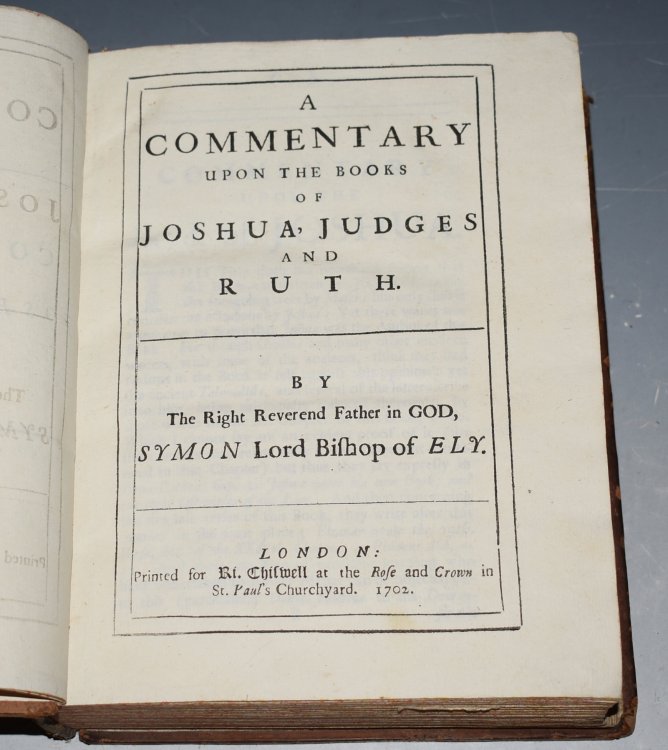 A
COMMENTARY
UPON THE BOOKS
OF
JOSHUA, JUDGES
AND
RUTH.
BY
The Right Reverend Father in GOD,
SYMON Lord Biſhop of ELY.
LONDON:
Printed for Ri. Chiſwell at the Roſe and Crown in
St. Paul's Churchyard. 1702.